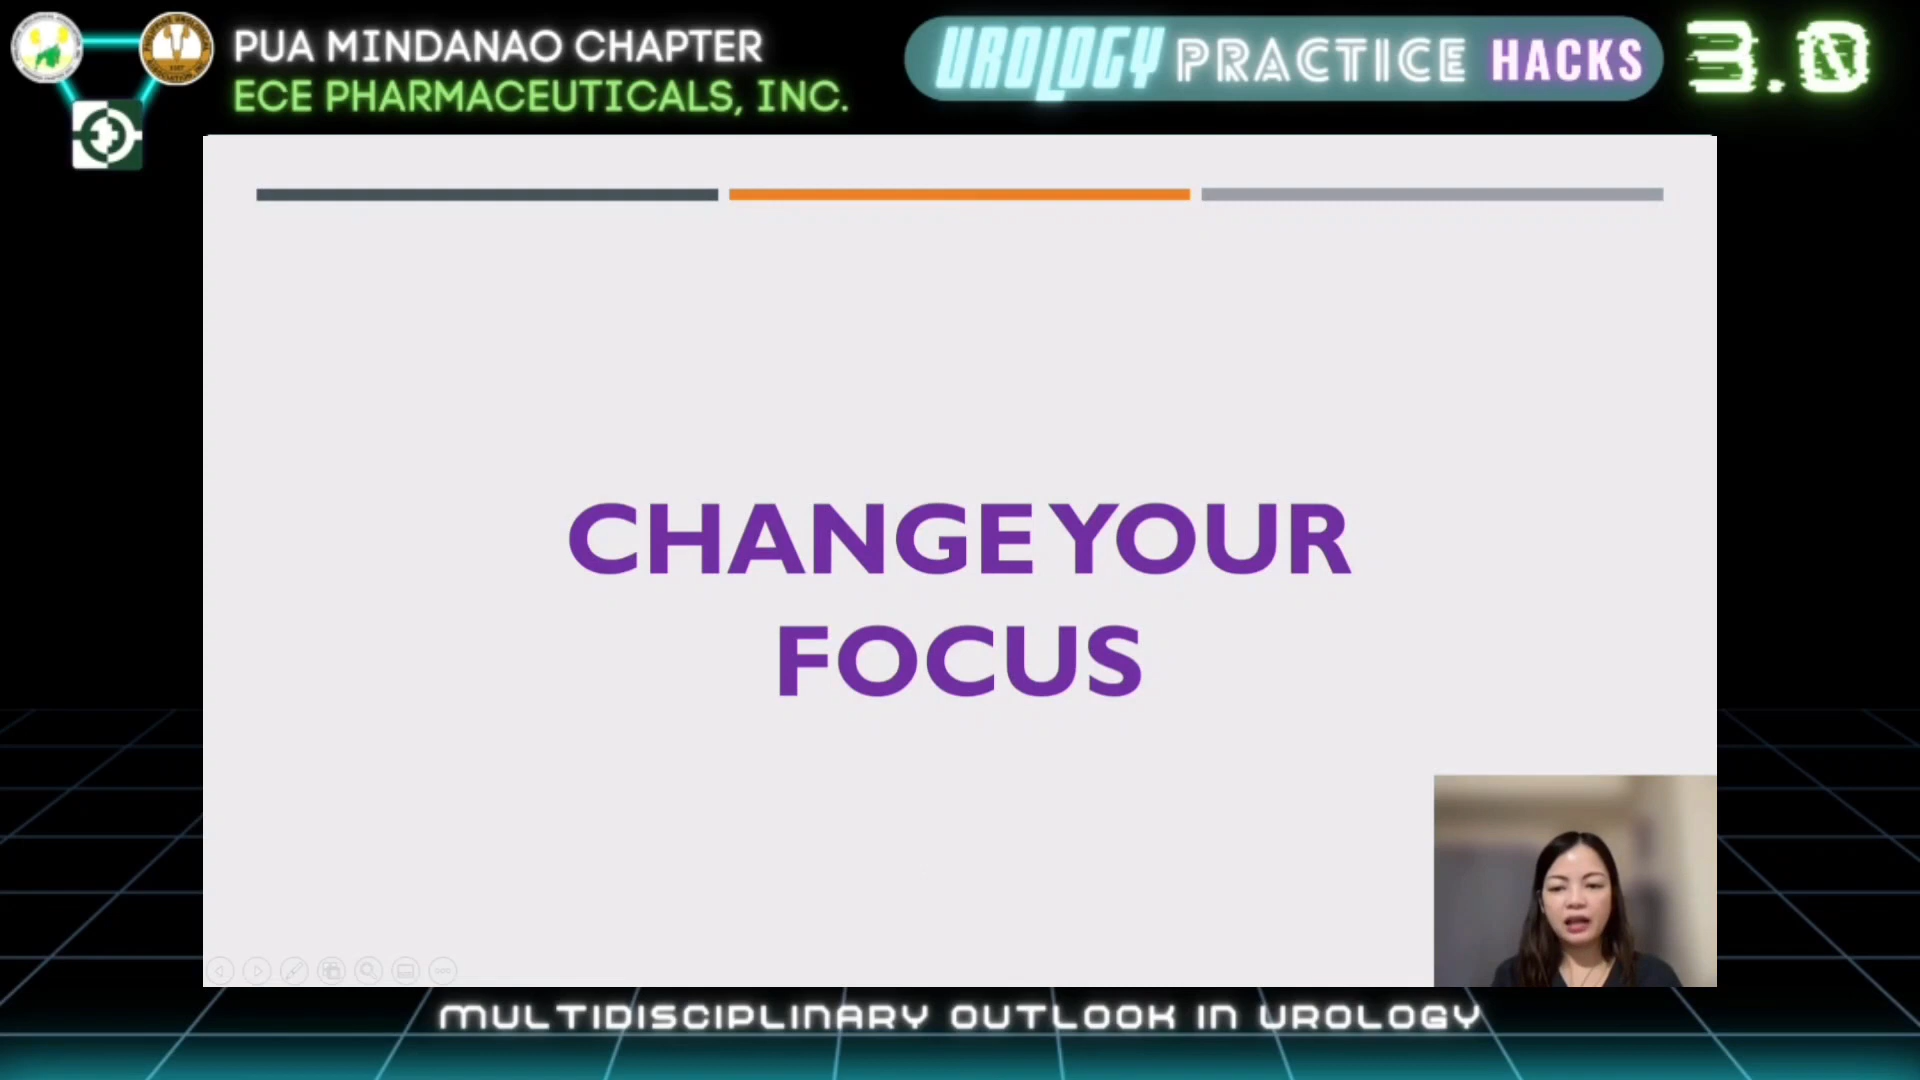 PUA MINDANAO CHAPTER
ECE PHARMACEUTICALS, INC.
UROLOGY PRACTICE HACKS 3.0
CHANGE YOUR
FOCUS
MULTIDISCIPLINARY OUTLOOK IN UROLOGY